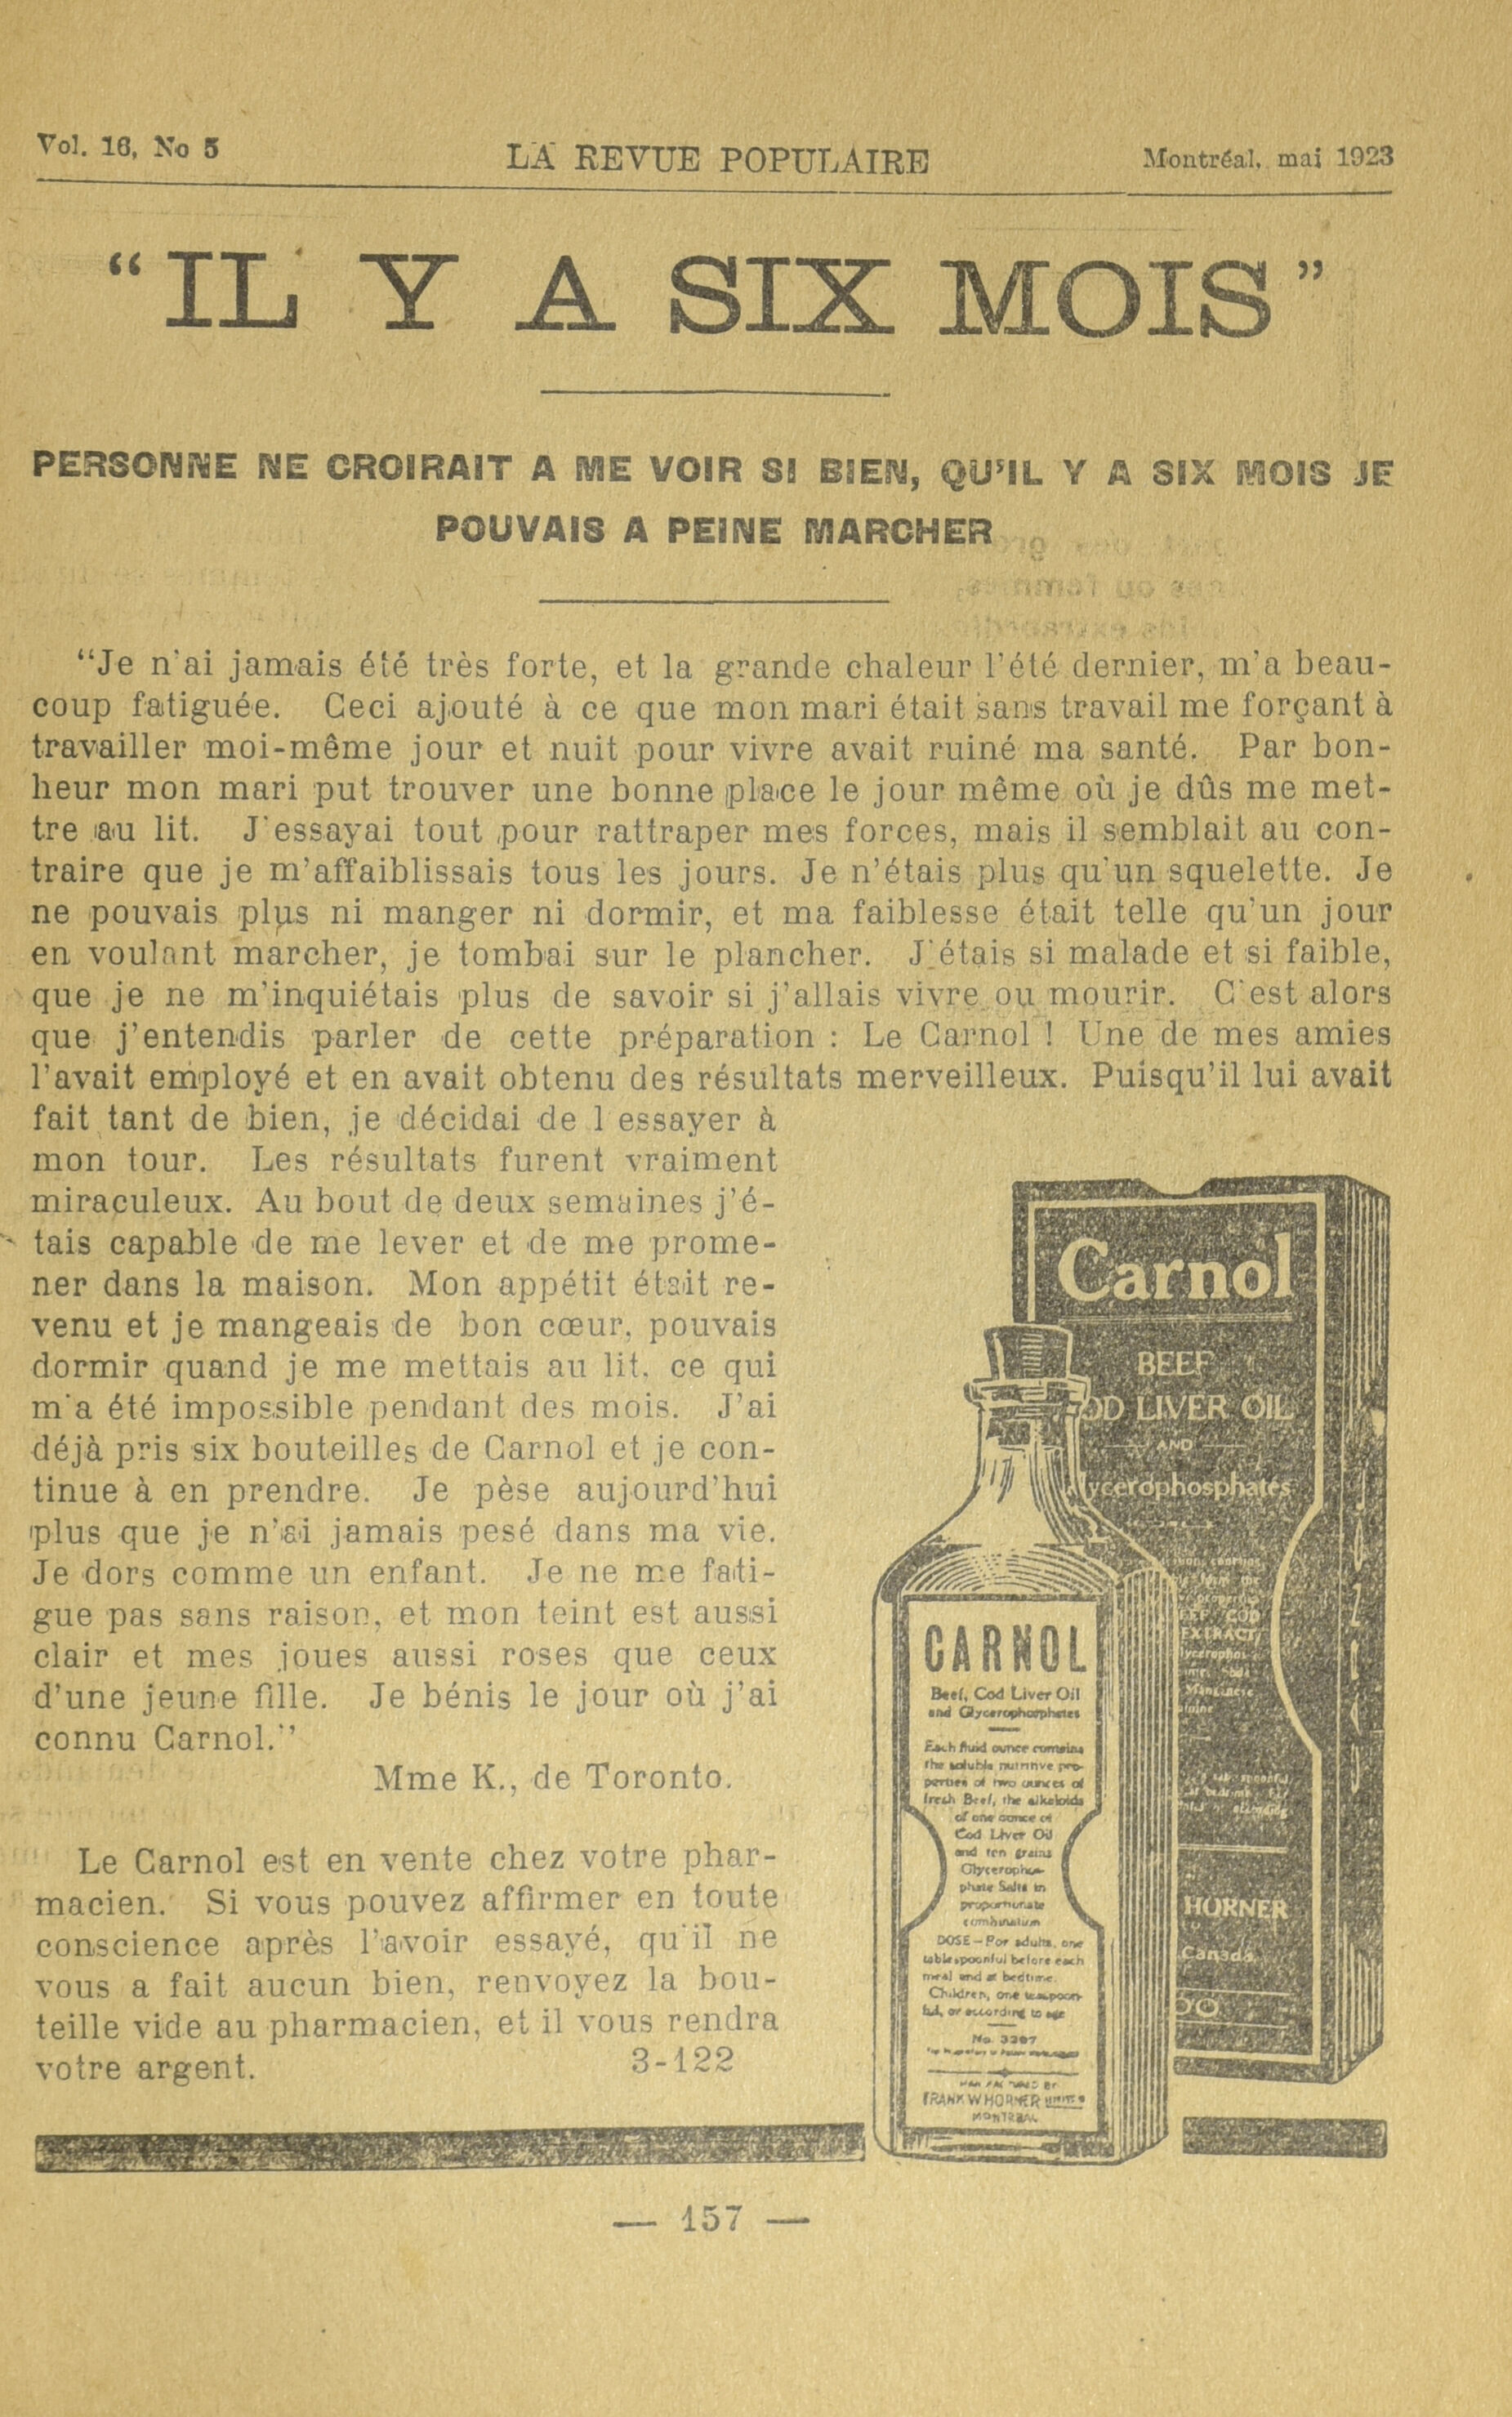 Vol. 16, No 5
LA REVUE POPULAIRE
Montréal, mai 1923
“IL Y A SIX MOIS”
PERSONNE NE CROIRAIT A ME VOIR SI BIEN, QU'IL Y A SIX MOIS JE
POUVAIS A PEINE MARCHER
“Je n'ai jamais été très forte, et la grande chaleur l'été dernier, m'a beau-
coup fatiguée. Ceci ajouté à ce que mon mari était sans travail me forçant à
travailler moi-même jour et nuit pour vivre avait ruiné ma santé. Par bon-
heur mon mari put trouver une bonne place le jour même où je dûs me met-
tre au lit. J'essayai tout pour rattraper mes forces, mais il semblait au con-
traire que je m'affaiblissais tous les jours. Je n'étais plus qu'un squelette. Je
ne pouvais plus ni manger ni dormir, et ma faiblesse était telle qu'un jour
en voulant marcher, je tombai sur le plancher. J'étais si malade et si faible,
que je ne m'inquiétais plus de savoir si j'allais vivre ou mourir. C'est alors
que j'entendis parler de cette préparation : Le Carnol ! Une de mes amies
l'avait employé et en avait obtenu des résultats merveilleux. Puisqu'il lui avait
fait tant de bien, je décidai de l essayer à
mon tour. Les résultats furent vraiment
miraculeux. Au bout de deux semaines j'é-
tais capable de me lever et de me prome-
ner dans la maison. Mon appétit était re-
venu et je mangeais de bon cœur, pouvais
dormir quand je me mettais au lit, ce qui
m'a été impossible pendant des mois. J'ai
déjà pris six bouteilles de Carnol et je con-
tinue à en prendre. Je pèse aujourd'hui
plus que je n'ai jamais pesé dans ma vie.
Je dors comme un enfant. Je ne me fati-
gue pas sans raison, et mon teint est aussi
clair et mes joues aussi roses que ceux
d'une jeune fille. Je bénis le jour où j'ai
connu Carnol.”
Mme K., de Toronto.
Le Carnol est en vente chez votre phar-
macien. Si vous pouvez affirmer en toute
conscience après l'avoir essayé, qu'il ne
vous a fait aucun bien, renvoyez la bou-
teille vide au pharmacien, et il vous rendra
votre argent. 3-122
Carnol
BEEF
OD LIVER OIL
AND
ycerophosphates
HORNER
Canada
CARNOL
Beef, Cod Liver Oil
and Glycerophosphates
Each fluid ounce contains
the soluble nutritive pro-
perties of two ounces of
fresh Beef, the alkaloids
of one ounce of
Cod Liver Oil
and ten grains
Glycerophos-
phate Salts in
proportionate
combination
DOSE—For adults, one
tablespoonful before each
meal and at bedtime.
Children, one teaspoon-
ful, or according to age
No. 3207
MANUFACTURED BY
FRANK W HORNER LIMITED
MONTREAL
— 157 —